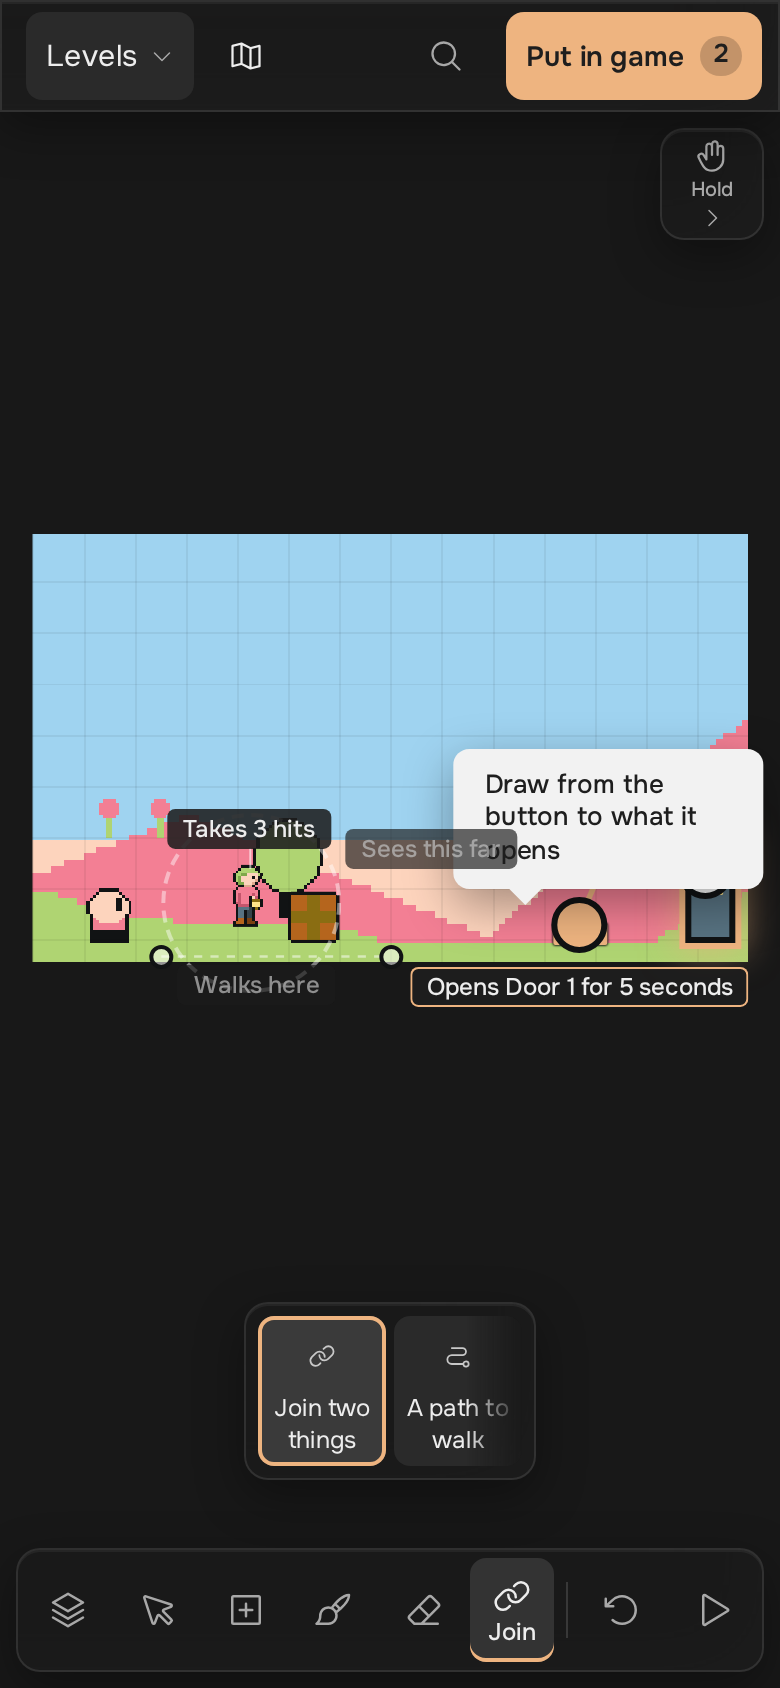 Levels
Put in game 2
Hold
Draw from the
button to what it
opens
Takes 3 hits
Sees this far
Walks here
Opens Door 1 for 5 seconds
Join two
things
A path to
walk
Join